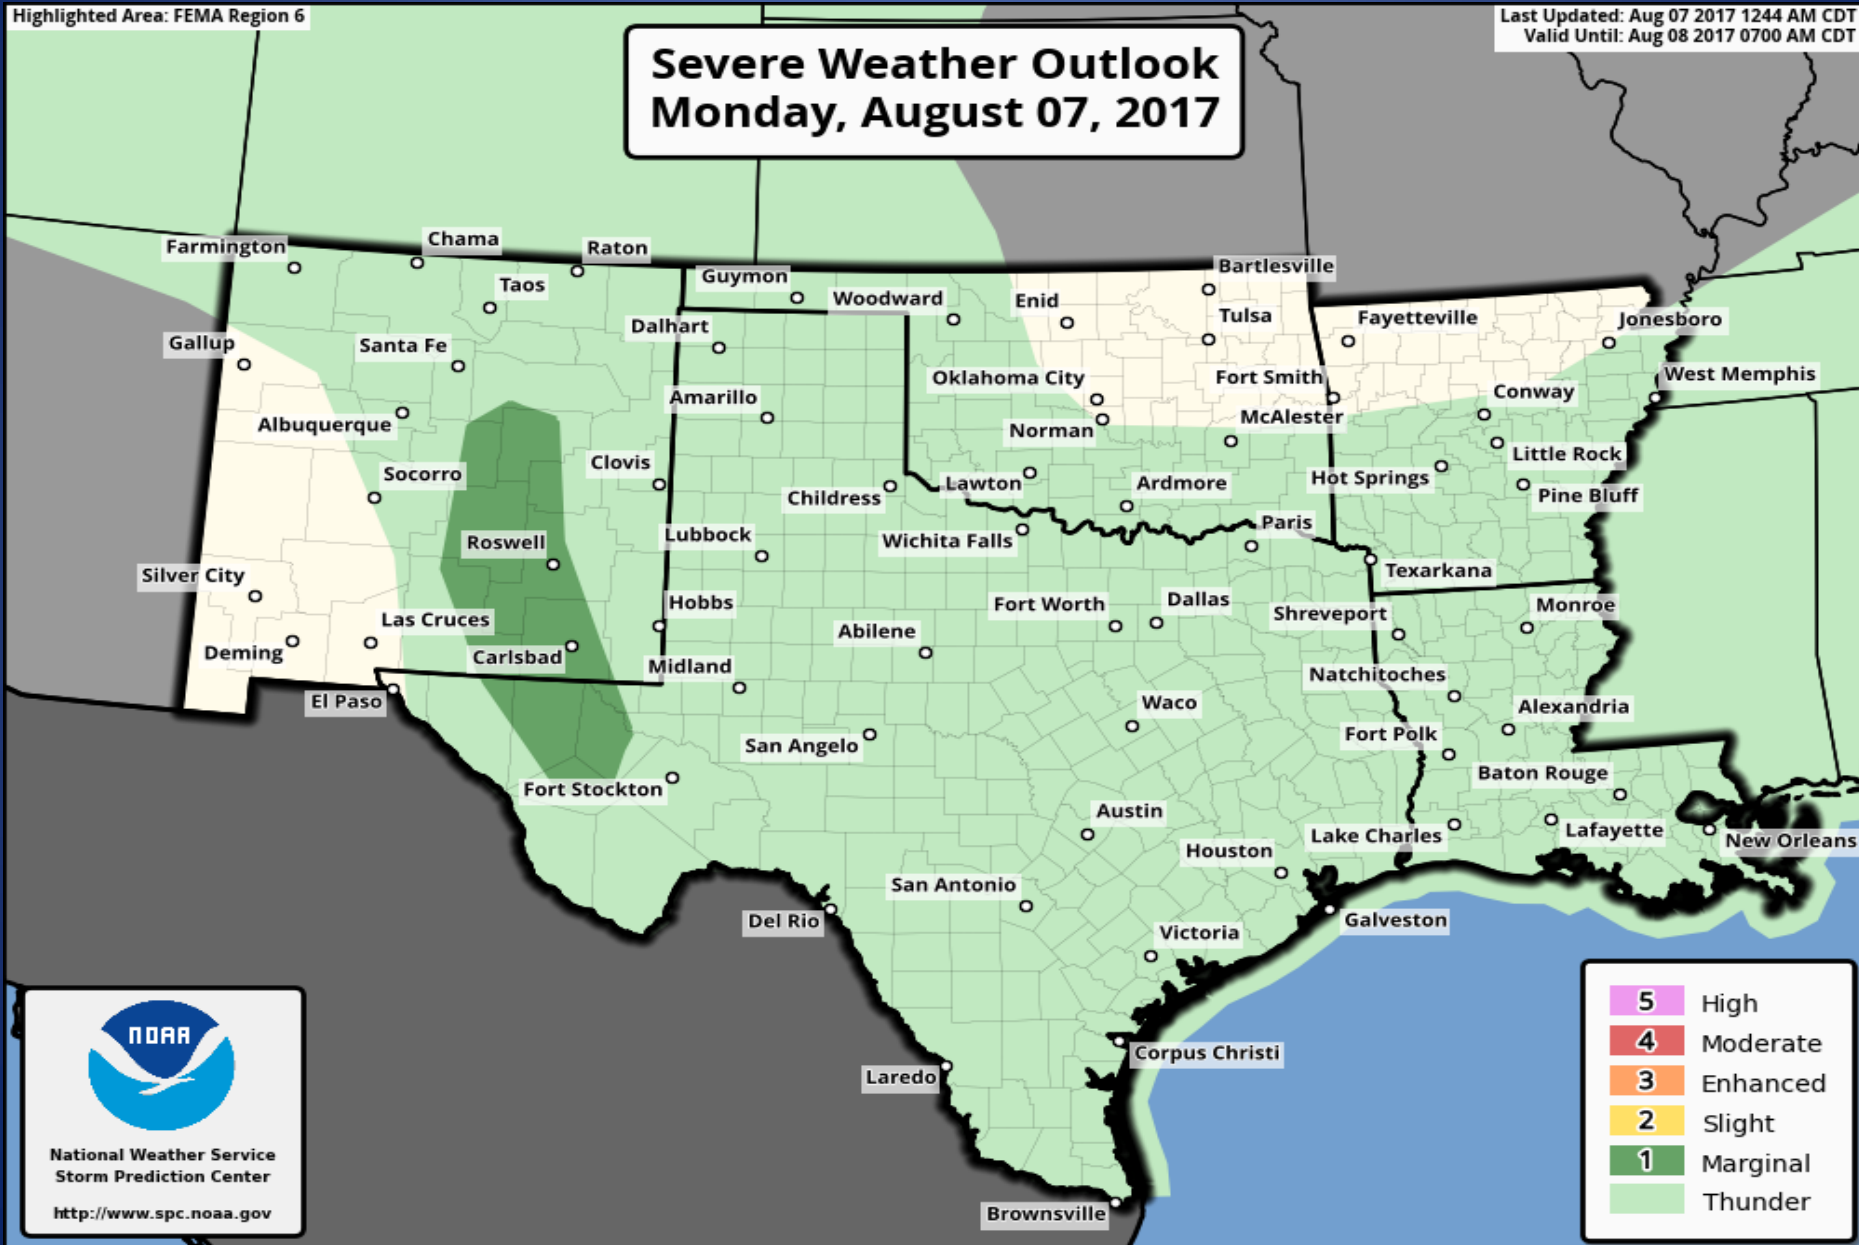 Highlighted Area: FEMA Region 6
Last Updated: Aug 07 2017 1244 AM CDT
Valid Until: Aug 08 2017 0700 AM CDT
Severe Weather Outlook
Monday, August 07, 2017
Farmington
Chama
Raton
Taos
Guymon
Woodward
Enid
Bartlesville
Tulsa
Fayetteville
Jonesboro
Gallup
Santa Fe
Dalhart
Oklahoma City
Fort Smith
Conway
West Memphis
Albuquerque
Amarillo
Norman
McAlester
Little Rock
Socorro
Clovis
Childress
Lawton
Ardmore
Hot Springs
Pine Bluff
Roswell
Lubbock
Wichita Falls
Paris
Texarkana
Silver City
Las Cruces
Hobbs
Fort Worth
Dallas
Shreveport
Monroe
Deming
Carlsbad
Midland
Abilene
Natchitoches
El Paso
San Angelo
Waco
Fort Polk
Alexandria
Fort Stockton
Austin
Baton Rouge
Lake Charles
Lafayette
New Orleans
Houston
San Antonio
Del Rio
Victoria
Galveston
Corpus Christi
Laredo
Brownsville
NOAA
National Weather Service
Storm Prediction Center
http://www.spc.noaa.gov
5 High
4 Moderate
3 Enhanced
2 Slight
1 Marginal
Thunder